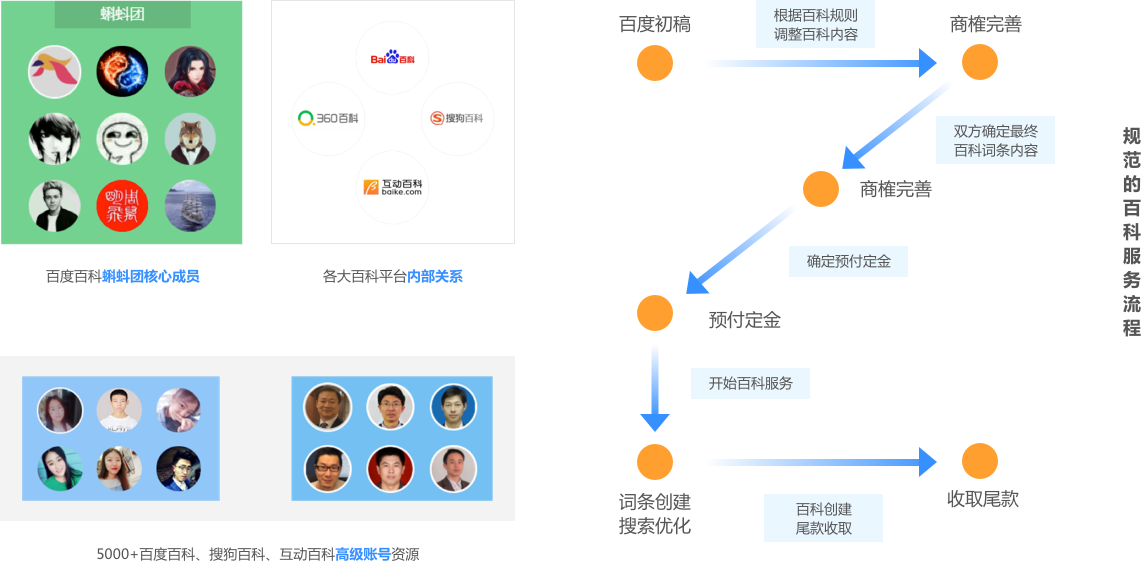 蝌蚪团
周万
明飛
Bai百科
360百科
搜狗百科
互动百科
baike.com
百度百科蝌蚪团核心成员
各大百科平台内部关系
5000+百度百科、搜狗百科、互动百科高级账号资源
百度初稿
根据百科规则
调整百科内容
商榷完善
双方确定最终
百科词条内容
商榷完善
确定预付定金
预付定金
开始百科服务
词条创建
搜索优化
百科创建
尾款收取
收取尾款
规范的百科服务流程